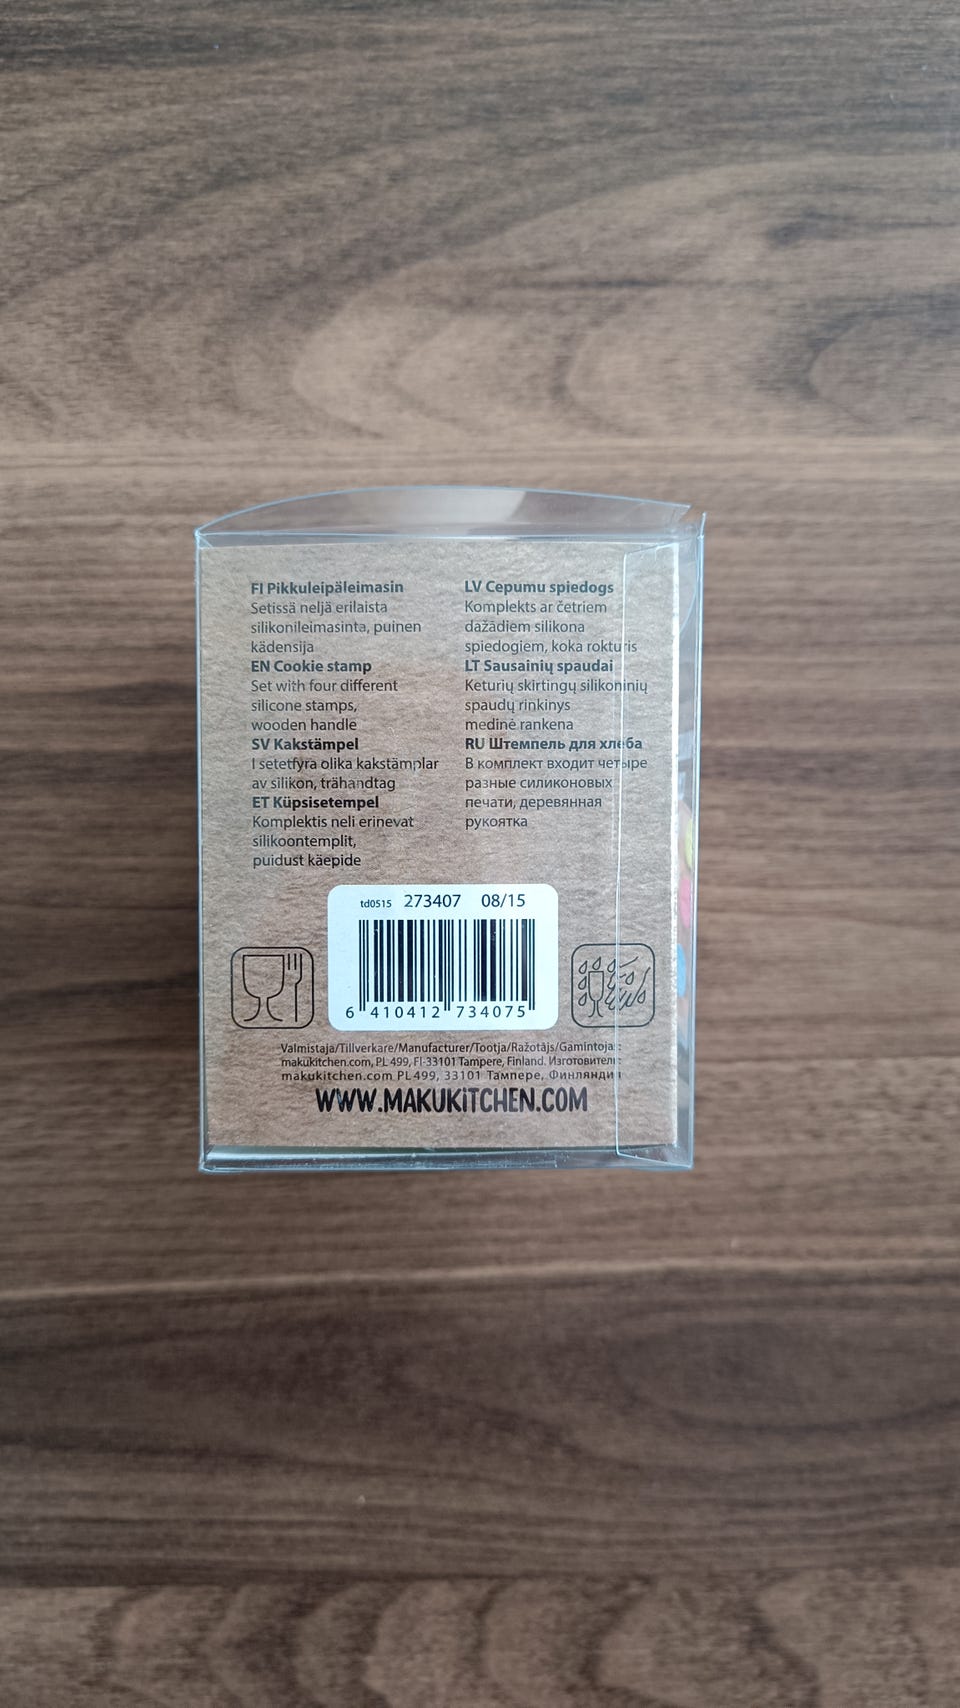 FI Pikkuleipäleimasin
Setissä neljä erilaista
silikonileimasinta, puinen
kädensija
EN Cookie stamp
Set with four different
silicone stamps,
wooden handle
SV Kakstämpel
I setetfyra olika kakstämplar
av silikon, trähandtag
ET Küpsisetempel
Komplektis neli erinevat
silikoontemplit,
puidust käepide
LV Cepumu spiedogs
Komplekts ar četriem
dažādiem silikona
spiedogiem, koka rokturis
LT Sausainių spaudai
Keturių skirtingų silikoninių
spaudų rinkinys
medinė rankena
RU Штемпель для хлеба
В комплект входит четыре
разные силиконовых
печати, деревянная
рукоятка
td0515 273407 08/15
6 410412 734075
Valmistaja/Tillverkare/Manufacturer/Tootja/Ražotājs/Gamintojas:
makukitchen.com, PL 499, FI-33101 Tampere, Finland. Изготовитель:
makukitchen.com PL 499, 33101 Тампере, Финляндия
WWW.MAKUKITCHEN.COM